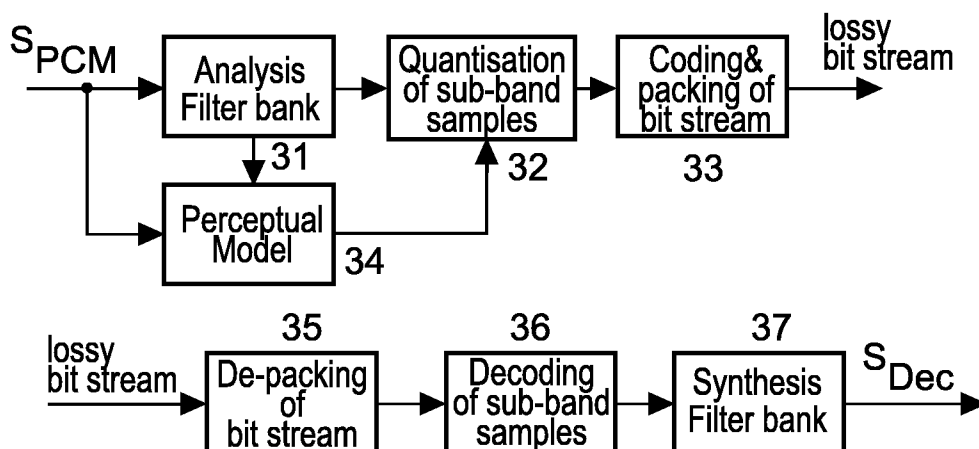 S_PCM
Analysis
Filter bank
31
Quantisation
of sub-band
samples
32
Coding&
packing of
bit stream
33
lossy
bit stream
Perceptual
Model
34
lossy
bit stream
35
De-packing
of
bit stream
36
Decoding
of sub-band
samples
37
Synthesis
Filter bank
S_Dec